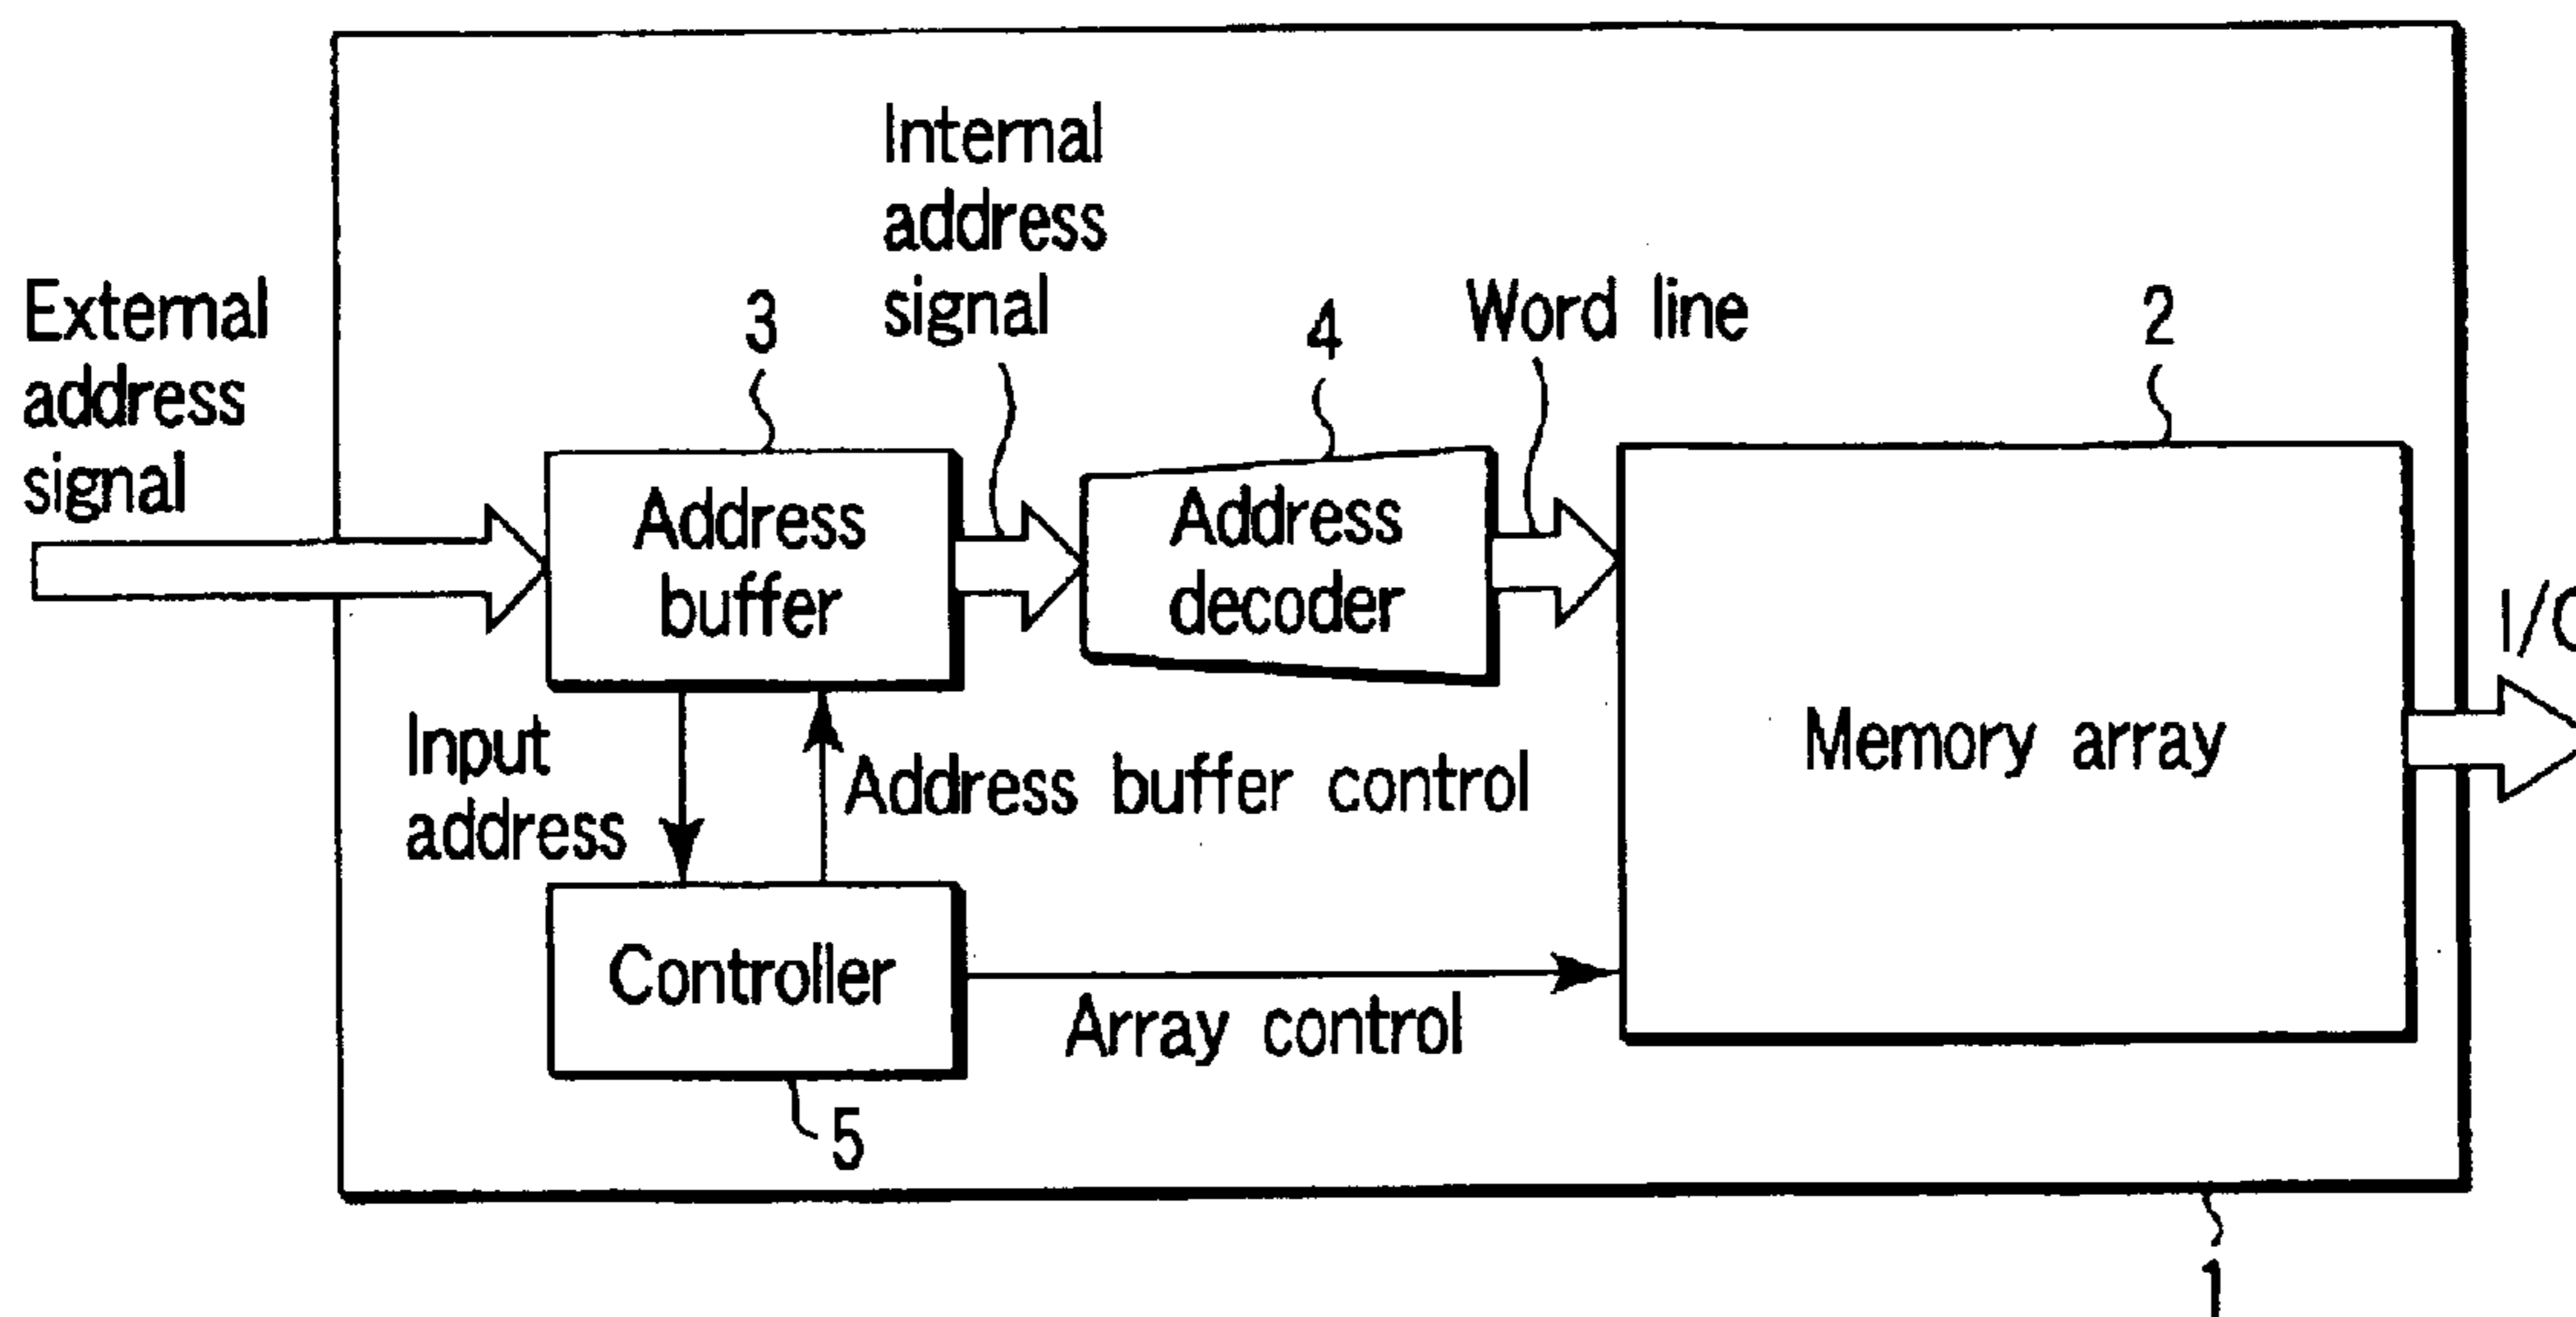 External
address
signal
3
Internal
address
signal
4
Word line
2
Address
buffer
Address
decoder
Memory array
Input
address
Address buffer control
Controller
Array control
5
1